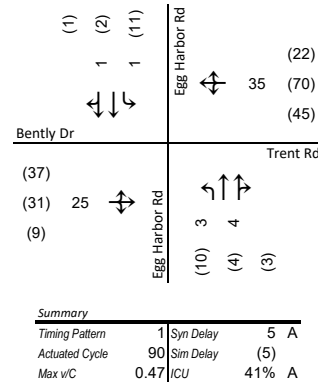 (1) (2) (11)
1 1
Egg Harbor Rd
35
(22)
(70)
(45)
Bently Dr
Trent Rd
(37)
(31) 25
(9)
Egg Harbor Rd
3 4
(10) (4) (3)
Summary
Timing Pattern 1 Syn Delay 5 A
Actuated Cycle 90 Sim Delay (5)
Max v/C 0.47 ICU 41% A